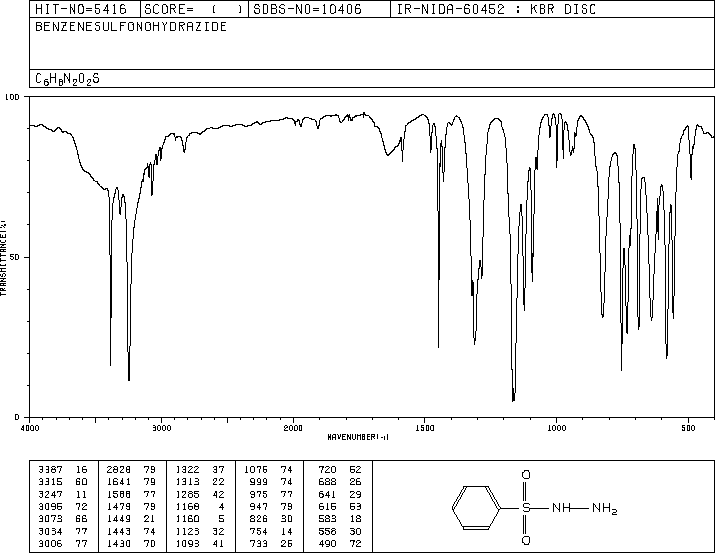 HIT-NO=5416 SCORE= ( ) SDBS-NO=10406 IR-NIDA-60452 : KBR DISC
BENZENESULFONOHYDRAZIDE
C6H8N2O2S
100
50
0
TRANSMITTANCE(%)
4000 3000 2000 1500 1000 500
WAVENUMBER(-1)
3387 16 2828 79 1322 37 1076 74 720 52
3315 60 1641 79 1313 22 999 74 688 26
3247 11 1588 77 1285 42 975 77 641 29
3095 72 1479 79 1168 4 947 79 615 53
3073 66 1449 21 1160 5 826 30 583 18
3034 77 1443 74 1123 32 754 14 558 30
3006 77 1430 70 1093 41 733 25 490 72
O
S NH NH2
O